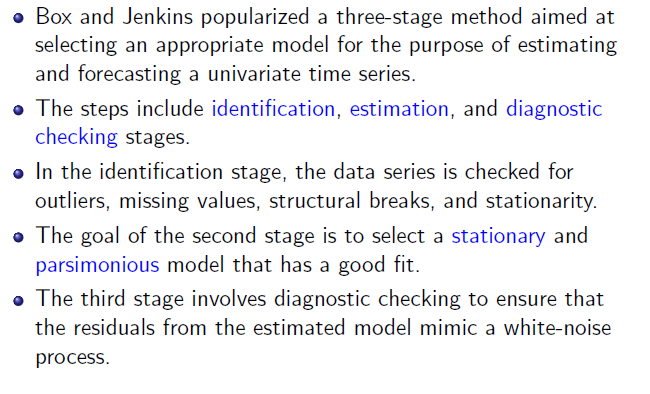 Box and Jenkins popularized a three-stage method aimed at
selecting an appropriate model for the purpose of estimating
and forecasting a univariate time series.
The steps include identification, estimation, and diagnostic
checking stages.
In the identification stage, the data series is checked for
outliers, missing values, structural breaks, and stationarity.
The goal of the second stage is to select a stationary and
parsimonious model that has a good fit.
The third stage involves diagnostic checking to ensure that
the residuals from the estimated model mimic a white-noise
process.